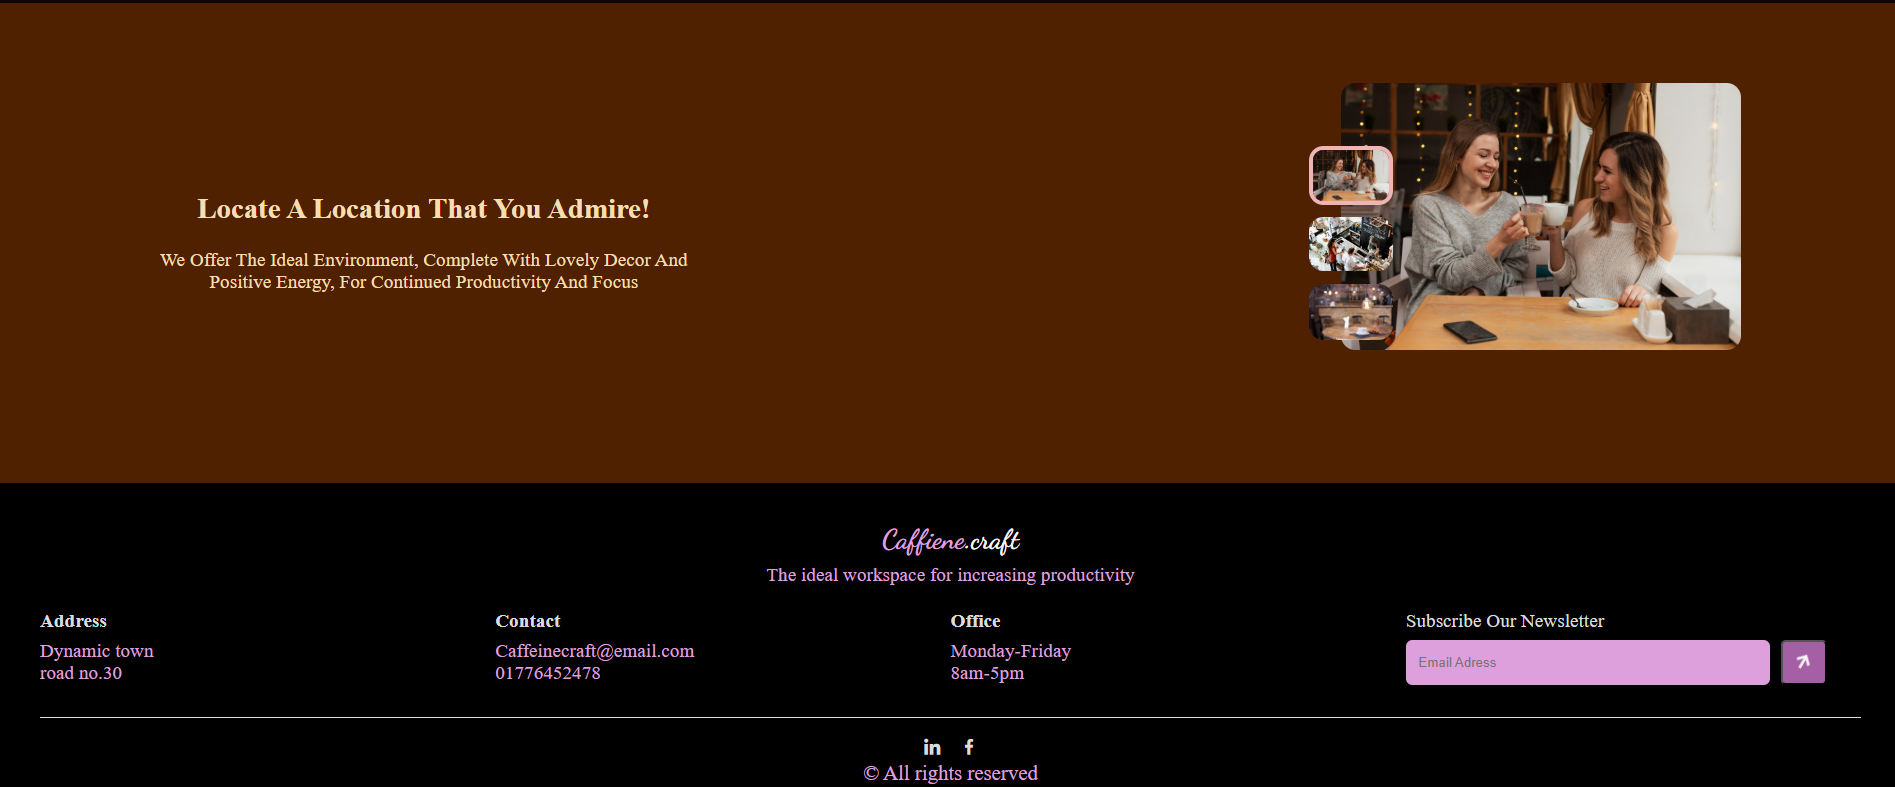 Locate A Location That You Admire!
We Offer The Ideal Environment, Complete With Lovely Decor And
Positive Energy, For Continued Productivity And Focus
Caffiene.craft
The ideal workspace for increasing productivity
Address
Dynamic town
road no.30
Contact
Caffeinecraft@email.com
01776452478
Office
Monday-Friday
8am-5pm
Subscribe Our Newsletter
Email Adress
© All rights reserved